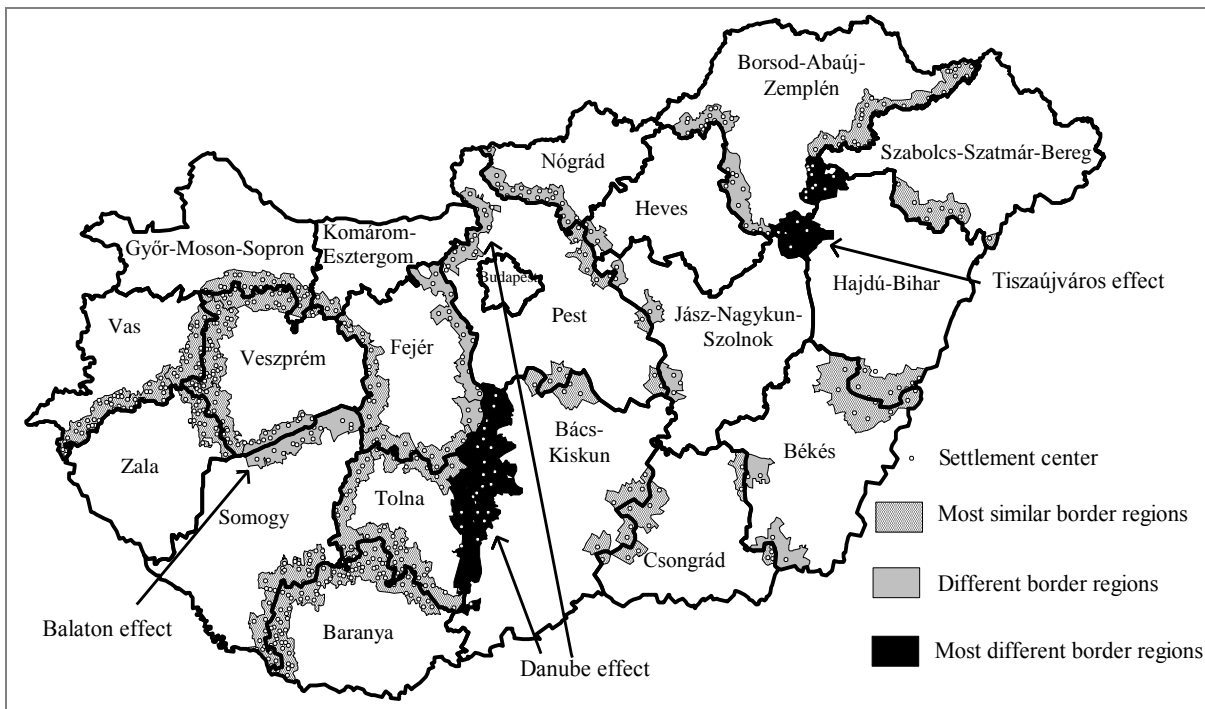 Borsod-Abaúj-
Zemplén
Szabolcs-Szatmár-Bereg
Nógrád
Heves
Győr-Moson-Sopron
Komárom-
Esztergom
Budapest
Hajdú-Bihar
Tiszaújváros effect
Vas
Veszprém
Fejér
Pest
Jász-Nagykun-
Szolnok
Zala
Somogy
Tolna
Bács-
Kiskun
Békés
Csongrád
Baranya
Balaton effect
Danube effect
Settlement center
Most similar border regions
Different border regions
Most different border regions